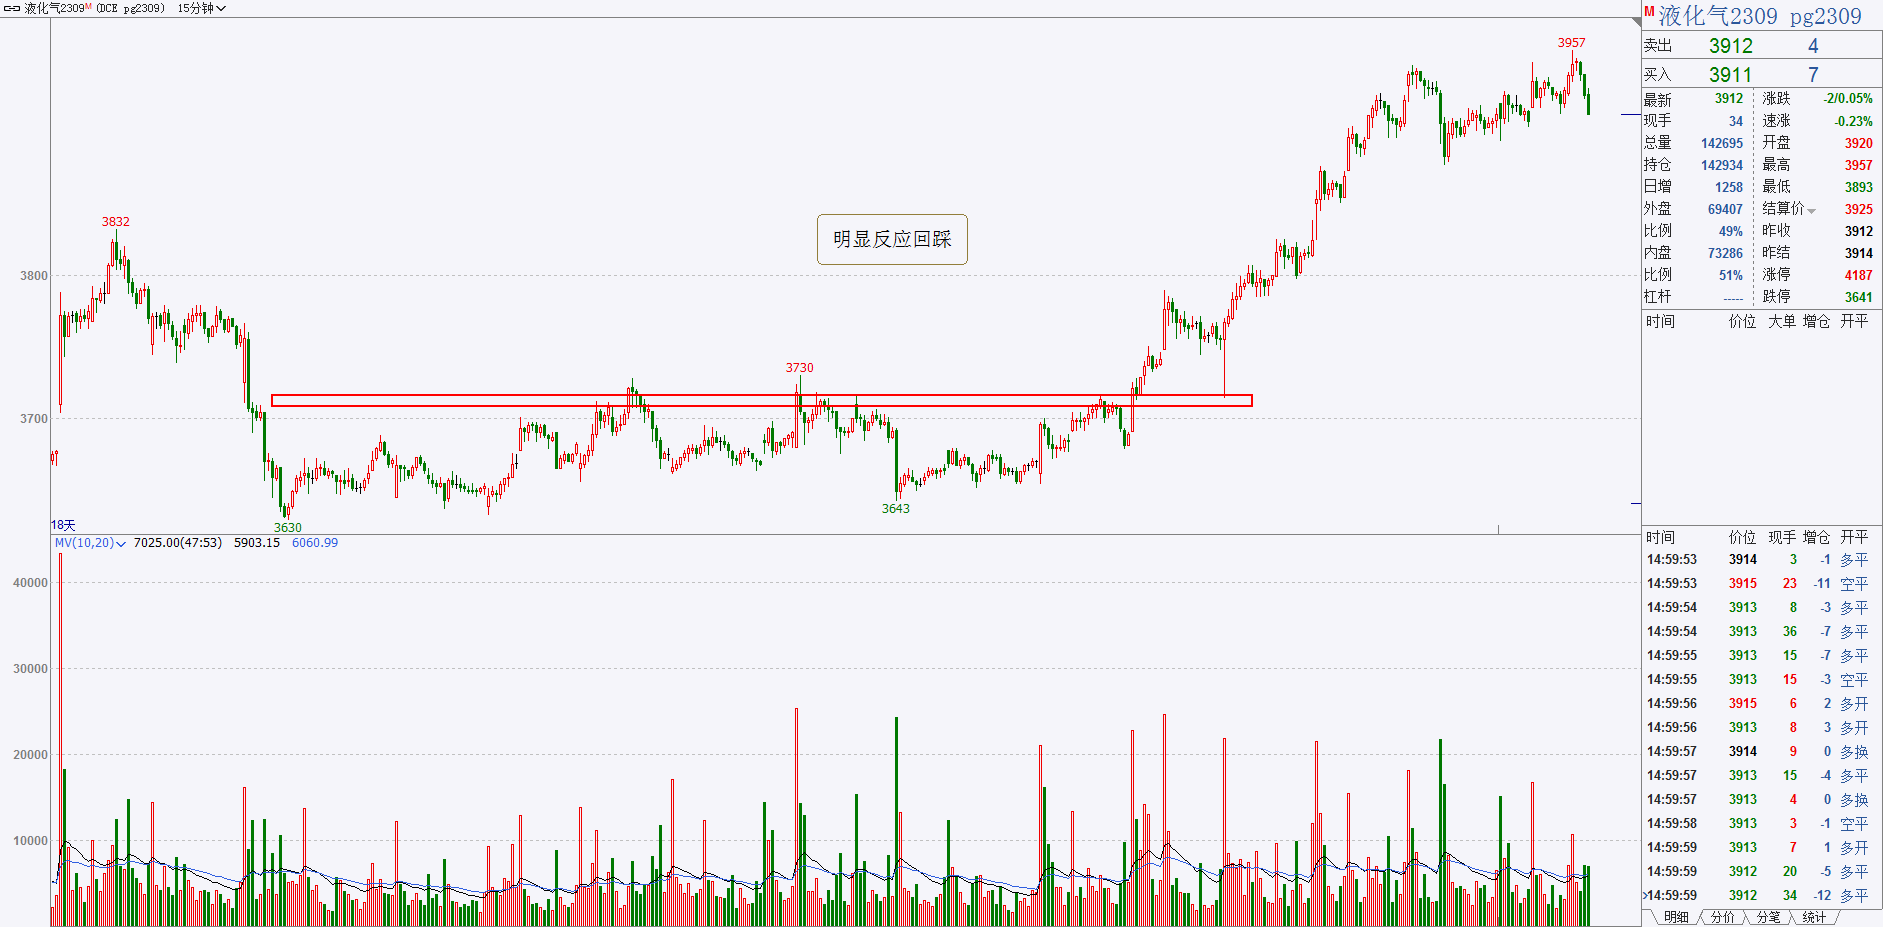 液化气2309M (DCE pg2309) 15分钟
3957
3832
明显反应回踩
3800
3730
3700
3643
18天
3630
MV(10,20) 7025.00(47:53) 5903.15 6060.99
40000
30000
20000
10000
M 液化气2309 pg2309
卖出 3912 4
买入 3911 7
最新 3912 涨跌 -2/0.05%
现手 34 速涨 -0.23%
总量 142695 开盘 3920
持仓 142934 最高 3957
日增 1258 最低 3893
外盘 69407 结算价 3925
比例 49% 昨收 3912
内盘 73286 昨结 3914
比例 51% 涨停 4187
杠杆 ----- 跌停 3641
时间 价位 大单 增仓 开平
时间 价位 现手 增仓 开平
14:59:53 3914 3 -1 多平
14:59:53 3915 23 -11 空平
14:59:54 3913 8 -3 多平
14:59:54 3913 36 -7 多平
14:59:55 3913 15 -7 多平
14:59:55 3913 15 -3 空平
14:59:56 3915 6 2 多开
14:59:56 3913 8 3 多开
14:59:57 3914 9 0 多换
14:59:57 3913 15 -4 多平
14:59:57 3913 4 0 多换
14:59:58 3913 3 -1 空平
14:59:59 3913 7 1 多开
14:59:59 3912 20 -5 多平
14:59:59 3912 34 -12 多平
明细 分价 分笔 统计